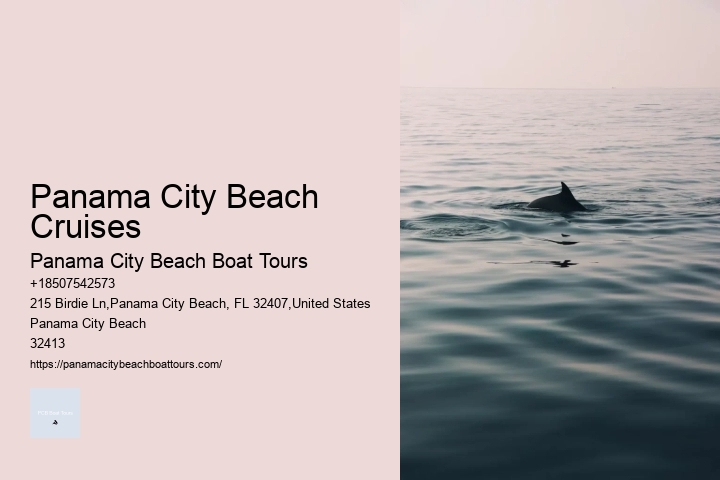 Panama City Beach
Cruises
Panama City Beach Boat Tours
+18507542573
215 Birdie Ln,Panama City Beach, FL 32407,United States
Panama City Beach
32413
https://panamacitybeachboattours.com/